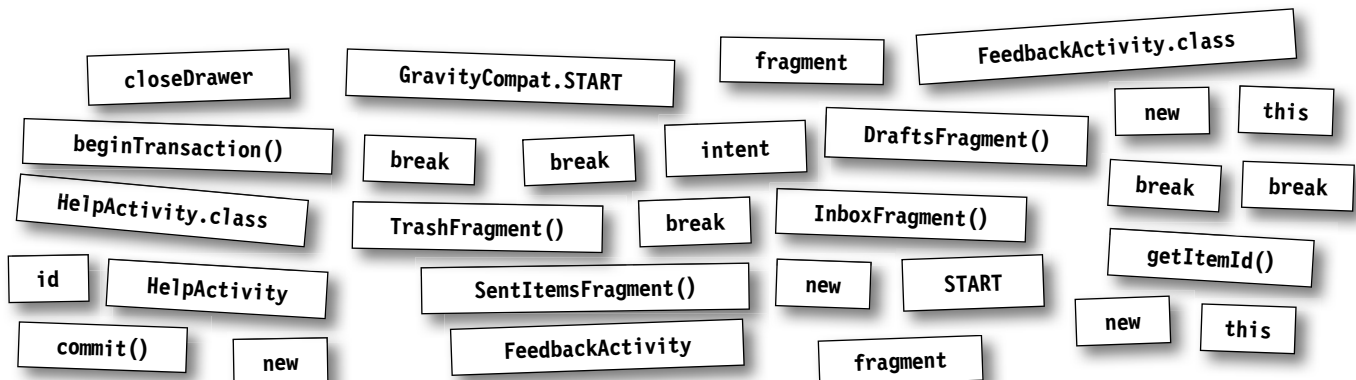 closeDrawer
GravityCompat.START
fragment
FeedbackActivity.class
new
this
beginTransaction()
break
break
intent
DraftsFragment()
break
break
HelpActivity.class
TrashFragment()
break
InboxFragment()
getItemId()
id
HelpActivity
SentItemsFragment()
new
START
new
this
commit()
new
FeedbackActivity
fragment